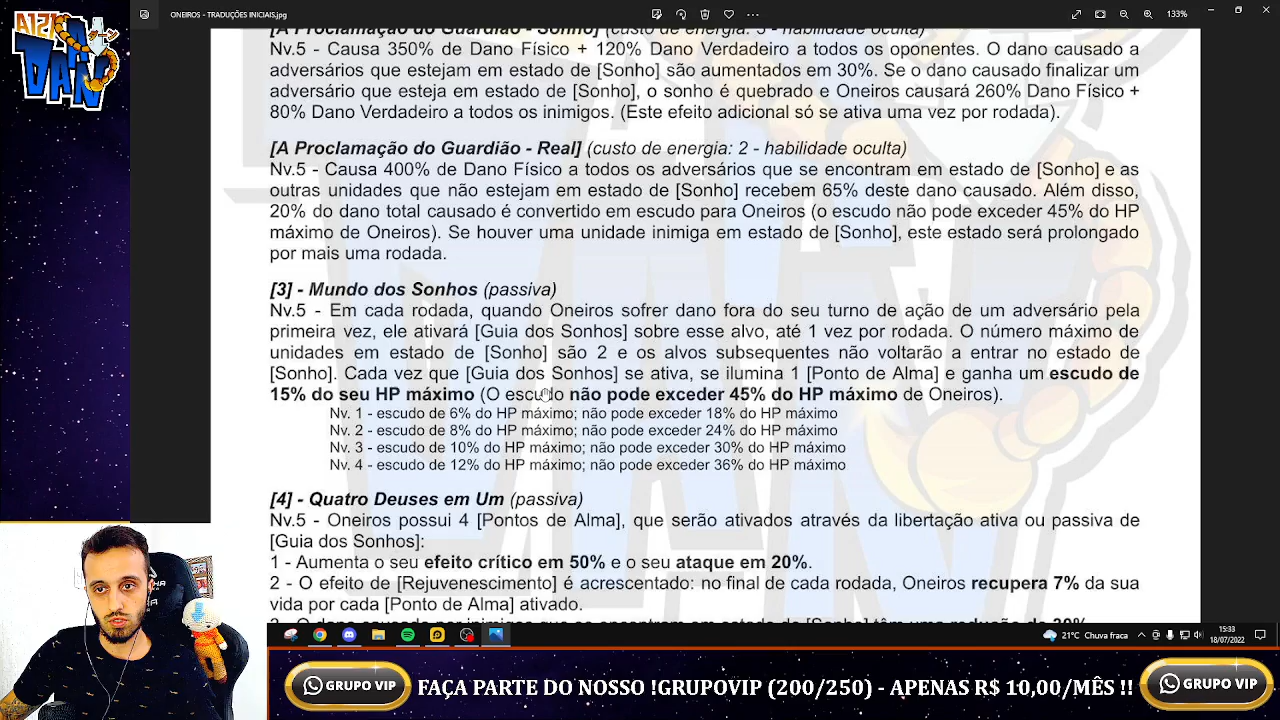 A12Z
DAN
ONEIROS - TRADUÇÕES INICIAIS.jpg
133%
[A Proclamação do Guardião - Sonho] (custo de energia: 3 - habilidade oculta)
Nv.5 - Causa 350% de Dano Físico + 120% Dano Verdadeiro a todos os oponentes. O dano causado a
adversários que estejam em estado de [Sonho] são aumentados em 30%. Se o dano causado finalizar um
adversário que esteja em estado de [Sonho], o sonho é quebrado e Oneiros causará 260% Dano Físico +
80% Dano Verdadeiro a todos os inimigos. (Este efeito adicional só se ativa uma vez por rodada).
[A Proclamação do Guardião - Real] (custo de energia: 2 - habilidade oculta)
Nv.5 - Causa 400% de Dano Físico a todos os adversários que se encontram em estado de [Sonho] e as
outras unidades que não estejam em estado de [Sonho] recebem 65% deste dano causado. Além disso,
20% do dano total causado é convertido em escudo para Oneiros (o escudo não pode exceder 45% do HP
máximo de Oneiros). Se houver uma unidade inimiga em estado de [Sonho], este estado será prolongado
por mais uma rodada.
[3] - Mundo dos Sonhos (passiva)
Nv.5 - Em cada rodada, quando Oneiros sofrer dano fora do seu turno de ação de um adversário pela
primeira vez, ele ativará [Guia dos Sonhos] sobre esse alvo, até 1 vez por rodada. O número máximo de
unidades em estado de [Sonho] são 2 e os alvos subsequentes não voltarão a entrar no estado de
[Sonho]. Cada vez que [Guia dos Sonhos] se ativa, se ilumina 1 [Ponto de Alma] e ganha um escudo de
15% do seu HP máximo (O escudo não pode exceder 45% do HP máximo de Oneiros).
Nv. 1 - escudo de 6% do HP máximo; não pode exceder 18% do HP máximo
Nv. 2 - escudo de 8% do HP máximo; não pode exceder 24% do HP máximo
Nv. 3 - escudo de 10% do HP máximo; não pode exceder 30% do HP máximo
Nv. 4 - escudo de 12% do HP máximo; não pode exceder 36% do HP máximo
[4] - Quatro Deuses em Um (passiva)
Nv.5 - Oneiros possui 4 [Pontos de Alma], que serão ativados através da libertação ativa ou passiva de
[Guia dos Sonhos]:
1 - Aumenta o seu efeito crítico em 50% e o seu ataque em 20%.
2 - O efeito de [Rejuvenescimento] é acrescentado: no final de cada rodada, Oneiros recupera 7% da sua
vida por cada [Ponto de Alma] ativado.
21°C Chuva fraca
15:33
18/07/2022
GRUPO VIP
FAÇA PARTE DO NOSSO !GRUPOVIP (200/250) - APENAS R$ 10,00/MÊS !!
GRUPO VIP